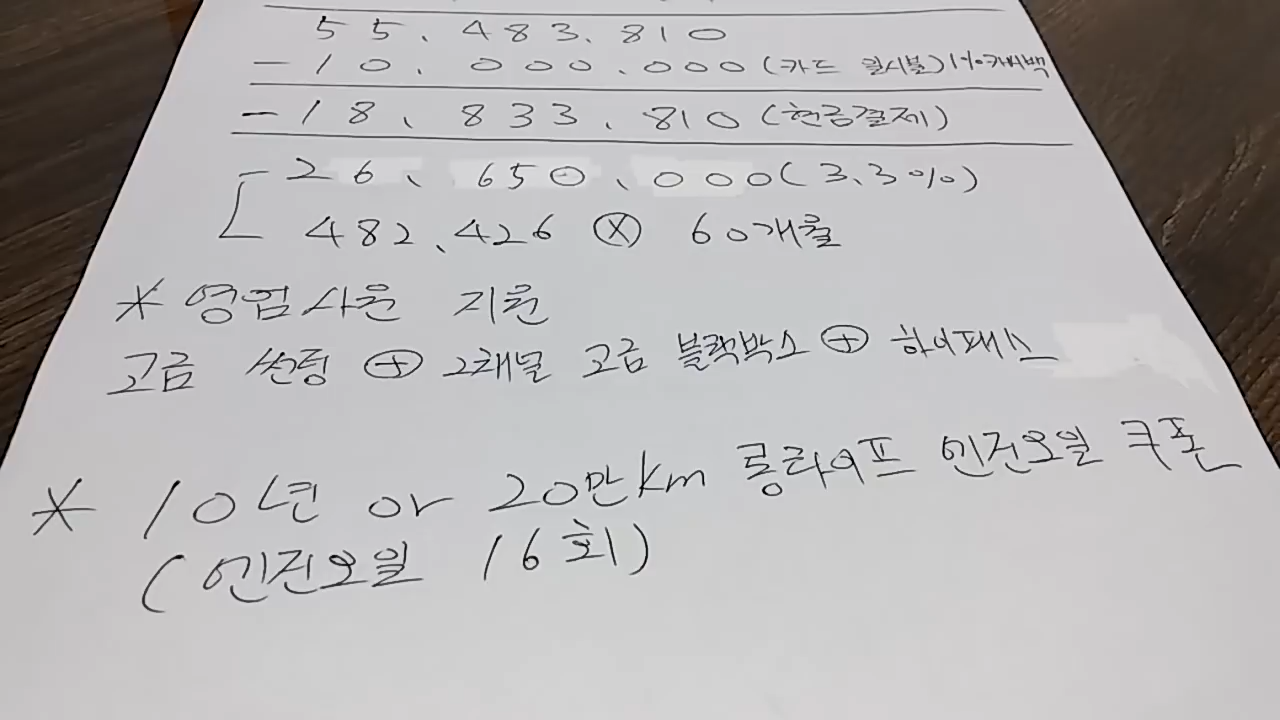 55.483.810
-10.000.000(카드 일시불)1%캐시백
-18.833.810(현금결제)
26.650.000(3.3%)
482.426 ⓧ 60개월
* 영업사원 지원
고급 썬팅 ⊕ 2채널 고급 블랙박스 ⊕ 하이패스
* 10년 or 20만km 롱라이프 엔진오일 쿠폰
(엔진오일 16회)